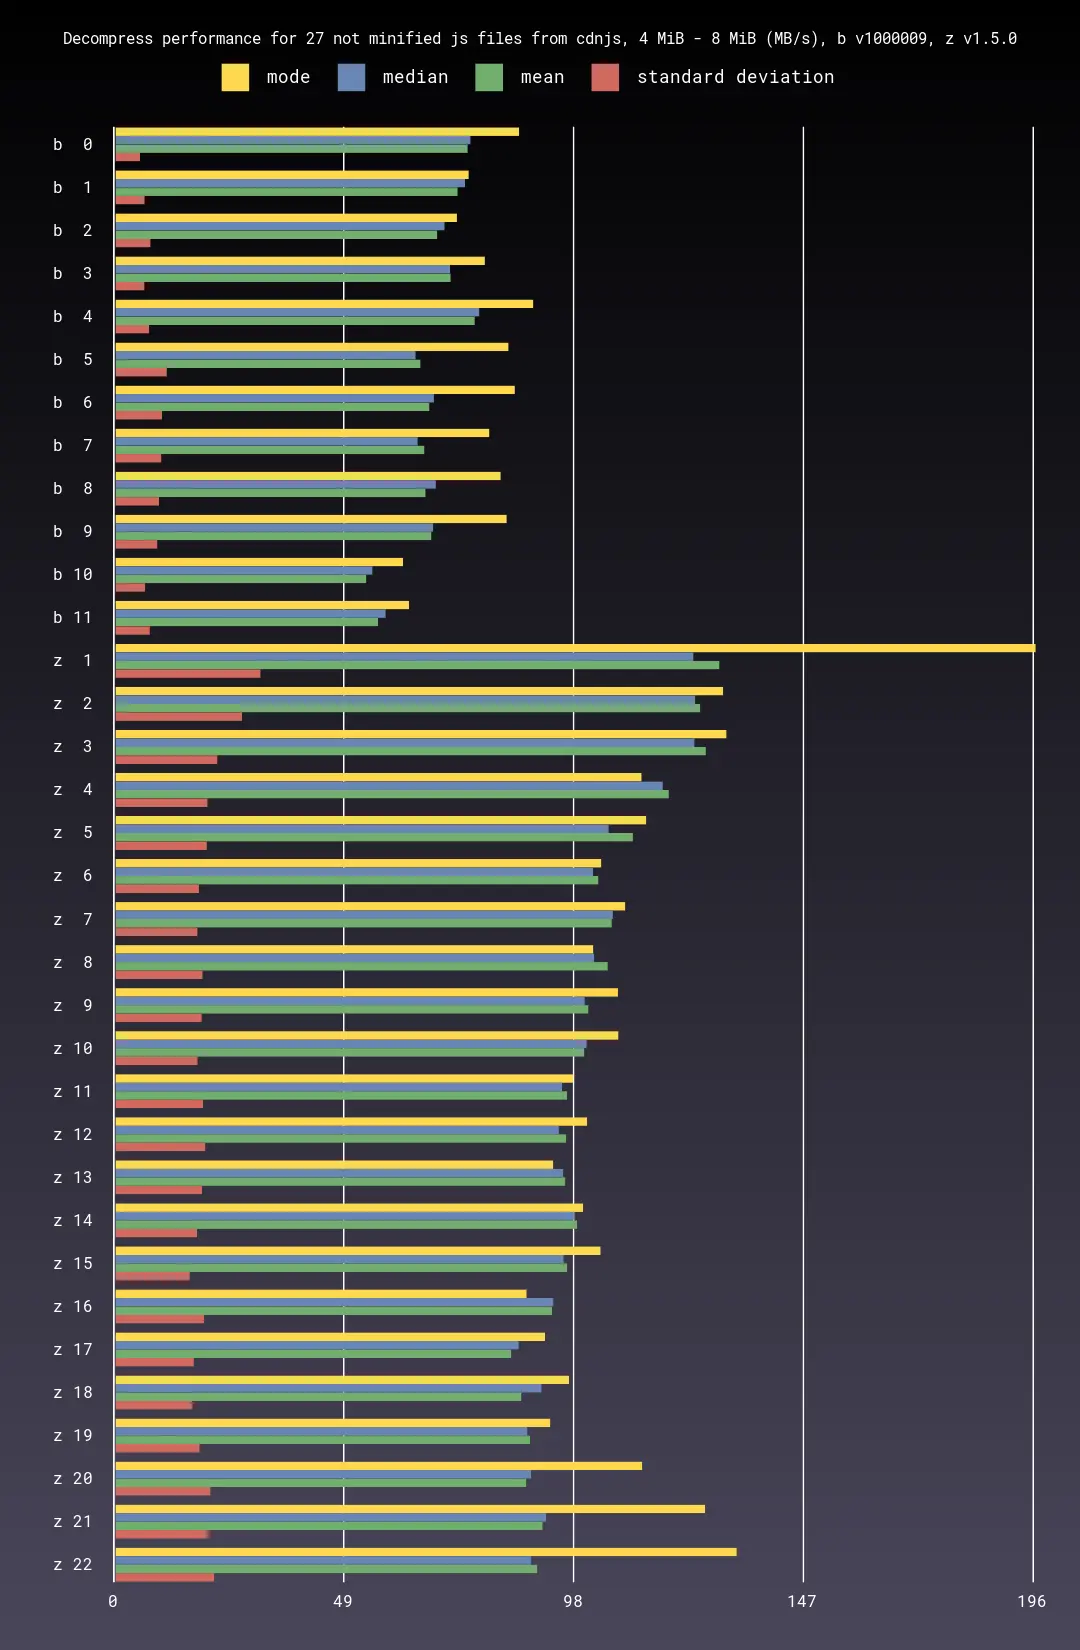 Decompress performance for 27 not minified js files from cdnjs, 4 MiB - 8 MiB (MB/s), b v1000009, z v1.5.0
mode median mean standard deviation
b 0
b 1
b 2
b 3
b 4
b 5
b 6
b 7
b 8
b 9
b 10
b 11
z 1
z 2
z 3
z 4
z 5
z 6
z 7
z 8
z 9
z 10
z 11
z 12
z 13
z 14
z 15
z 16
z 17
z 18
z 19
z 20
z 21
z 22
0 49 98 147 196